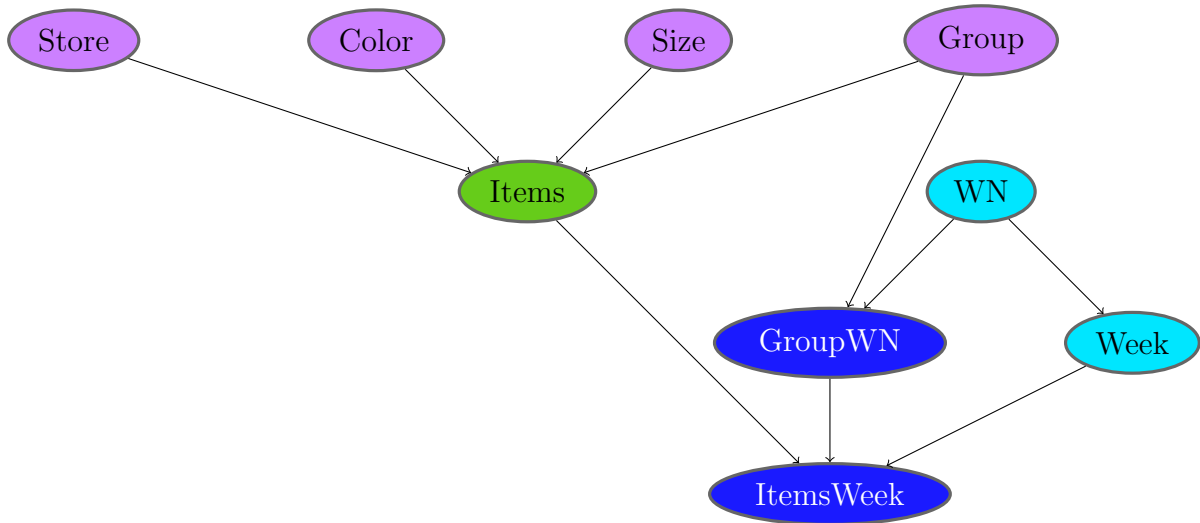 Store
Color
Size
Group
Items
WN
GroupWN
Week
ItemsWeek